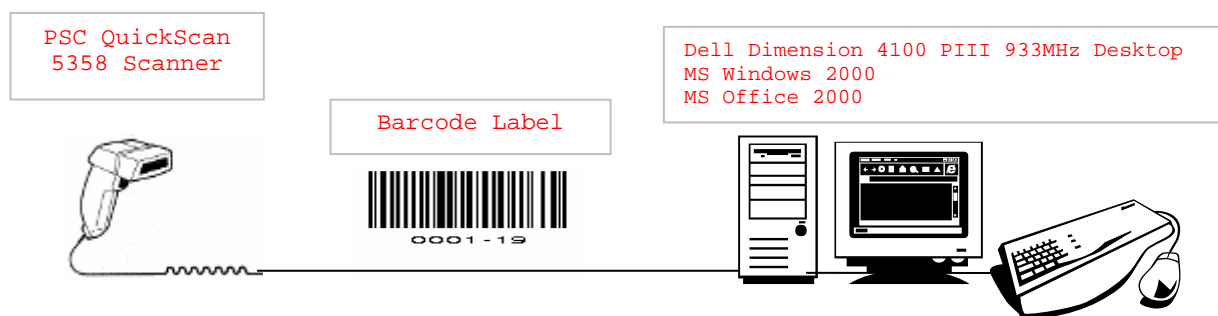 PSC QuickScan
5358 Scanner
Barcode Label
Dell Dimension 4100 PIII 933MHz Desktop
MS Windows 2000
MS Office 2000
0001-19